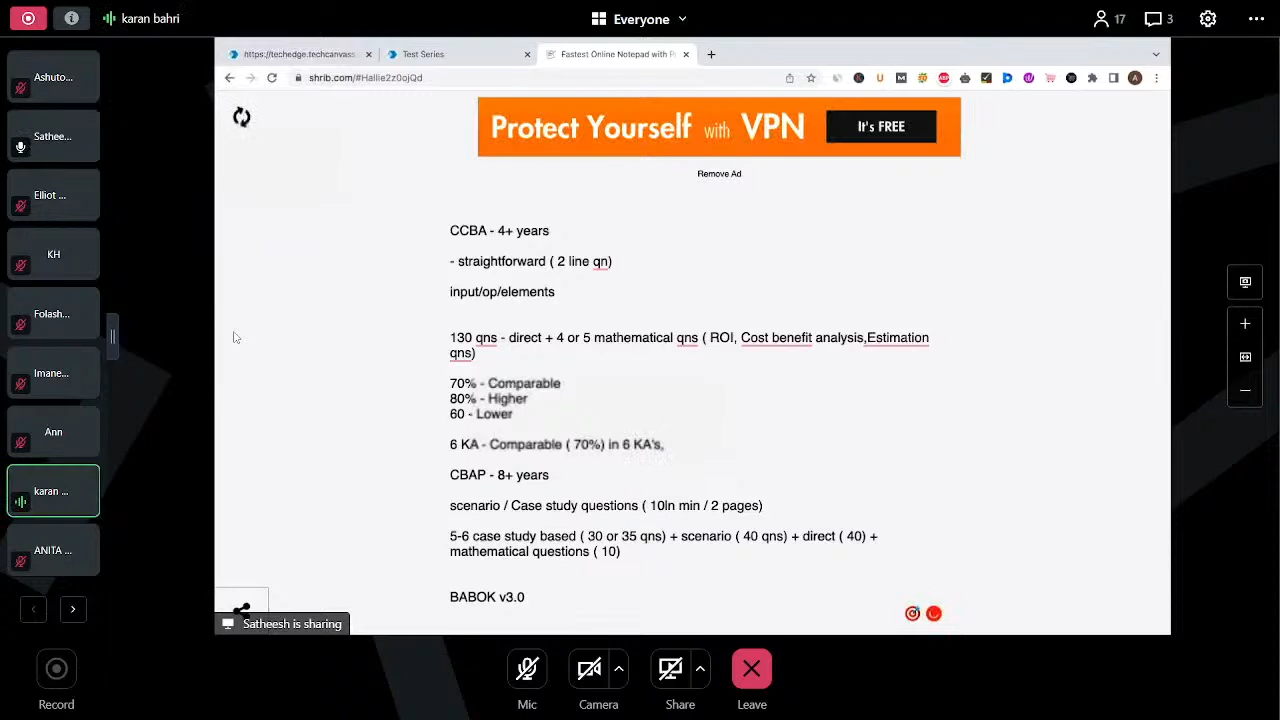 karan bahri
Everyone
17
3
Ashuto...
Sathee...
Elliot ...
KH
Folash...
Imane...
Ann
karan ...
ANITA ...
https://techedge.techcanvass
Test Series
Fastest Online Notepad with R
shrib.com/#Hallie2z0ojQd
Protect Yourself with VPN
It's FREE
Remove Ad
CCBA - 4+ years
- straightforward ( 2 line qn)
input/op/elements
130 qns - direct + 4 or 5 mathematical qns ( ROI, Cost benefit analysis,Estimation
qns)
70% - Comparable
80% - Higher
60 - Lower
6 KA - Comparable ( 70%) in 6 KA's,
CBAP - 8+ years
scenario / Case study questions ( 10ln min / 2 pages)
5-6 case study based ( 30 or 35 qns) + scenario ( 40 qns) + direct ( 40) +
mathematical questions ( 10)
BABOK v3.0
Satheesh is sharing
Record
Mic
Camera
Share
Leave